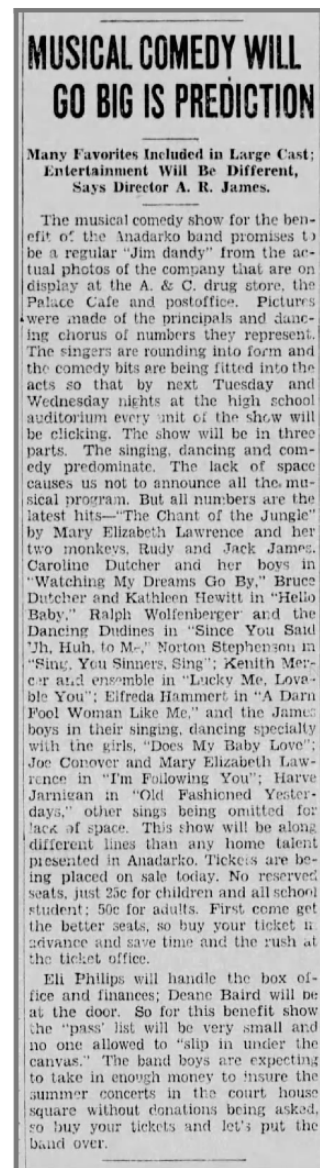 MUSICAL COMEDY WILL
GO BIG IS PREDICTION
Many Favorites Included in Large Cast;
Entertainment Will Be Different,
Says Director A. R. James.
The musical comedy show for the ben-
efit of the Anadarko band promises to
be a regular "Jim dandy" from the ac-
tual photos of the company that are on
display at the A. & C. drug store, the
Palace Cafe and postoffice. Pictures
were made of the principals and danc-
ing chorus of numbers they represent.
The singers are rounding into form and
the comedy bits are being fitted into the
acts so that by next Tuesday and
Wednesday nights at the high school
auditorium every unit of the show will
be clicking. The show will be in three
parts. The singing, dancing and com-
edy predominate. The lack of space
causes us not to announce all the mu-
sical program. But all numbers are the
latest hits—"The Chant of the Jungle"
by Mary Elizabeth Lawrence and her
two monkeys, Rudy and Jack James.
Caroline Dutcher and her boys in
"Watching My Dreams Go By," Bruce
Dutcher and Kathleen Hewitt in "Hello
Baby," Ralph Wolfenberger and the
Dancing Dudines in "Since You Said
Uh, Huh, to Me," Norton Stephenson in
"Sing, You Sinners, Sing"; Kenith Mer-
cer and ensemble in "Lucky Me, Lova-
ble You"; Elfreda Hammert in "A Darn
Fool Woman Like Me," and the James
boys in their singing, dancing specialty
with the girls, "Does My Baby Love";
Joe Conover and Mary Elizabeth Law-
rence in "I'm Following You"; Harve
Jarnigan in "Old Fashioned Yester-
days," other sings being omitted for
lack of space. This show will be along
different lines than any home talent
presented in Anadarko. Tickets are be-
ing placed on sale today. No reserved
seats, just 25c for children and all school
student; 50c for adults. First come get
the better seats, so buy your ticket in
advance and save time and the rush at
the ticket office.
Eli Philips will handle the box of-
fice and finances; Deane Baird will be
at the door. So for this benefit show
the "pass' list will be very small and
no one allowed to "slip in under the
canvas." The band boys are expecting
to take in enough money to insure the
summer concerts in the court house
square without donations being asked,
so buy your tickets and let's put the
band over.